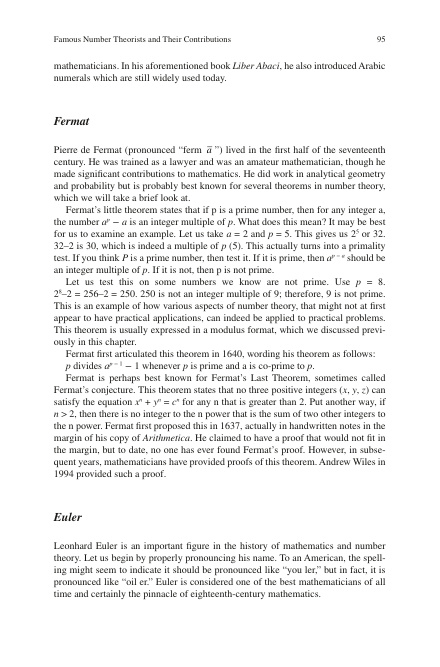 Famous Number Theorists and Their Contributions 95
mathematicians. In his aforementioned book Liber Abaci, he also introduced Arabic
numerals which are still widely used today.
Fermat
Pierre de Fermat (pronounced “ferm a̅ ”) lived in the first half of the seventeenth
century. He was trained as a lawyer and was an amateur mathematician, though he
made significant contributions to mathematics. He did work in analytical geometry
and probability but is probably best known for several theorems in number theory,
which we will take a brief look at.
Fermat’s little theorem states that if p is a prime number, then for any integer a,
the number aᵖ − a is an integer multiple of p. What does this mean? It may be best
for us to examine an example. Let us take a = 2 and p = 5. This gives us 2⁵ or 32.
32–2 is 30, which is indeed a multiple of p (5). This actually turns into a primality
test. If you think P is a prime number, then test it. If it is prime, then aᵖ⁻ᵃ should be
an integer multiple of p. If it is not, then p is not prime.
Let us test this on some numbers we know are not prime. Use p = 8.
2⁸–2 = 256–2 = 250. 250 is not an integer multiple of 9; therefore, 9 is not prime.
This is an example of how various aspects of number theory, that might not at first
appear to have practical applications, can indeed be applied to practical problems.
This theorem is usually expressed in a modulus format, which we discussed previ-
ously in this chapter.
Fermat first articulated this theorem in 1640, wording his theorem as follows:
p divides aᵖ⁻¹ − 1 whenever p is prime and a is co-prime to p.
Fermat is perhaps best known for Fermat’s Last Theorem, sometimes called
Fermat’s conjecture. This theorem states that no three positive integers (x, y, z) can
satisfy the equation xⁿ + yⁿ = cⁿ for any n that is greater than 2. Put another way, if
n > 2, then there is no integer to the n power that is the sum of two other integers to
the n power. Fermat first proposed this in 1637, actually in handwritten notes in the
margin of his copy of Arithmetica. He claimed to have a proof that would not fit in
the margin, but to date, no one has ever found Fermat’s proof. However, in subse-
quent years, mathematicians have provided proofs of this theorem. Andrew Wiles in
1994 provided such a proof.
Euler
Leonhard Euler is an important figure in the history of mathematics and number
theory. Let us begin by properly pronouncing his name. To an American, the spell-
ing might seem to indicate it should be pronounced like “you ler,” but in fact, it is
pronounced like “oil er.” Euler is considered one of the best mathematicians of all
time and certainly the pinnacle of eighteenth-century mathematics.